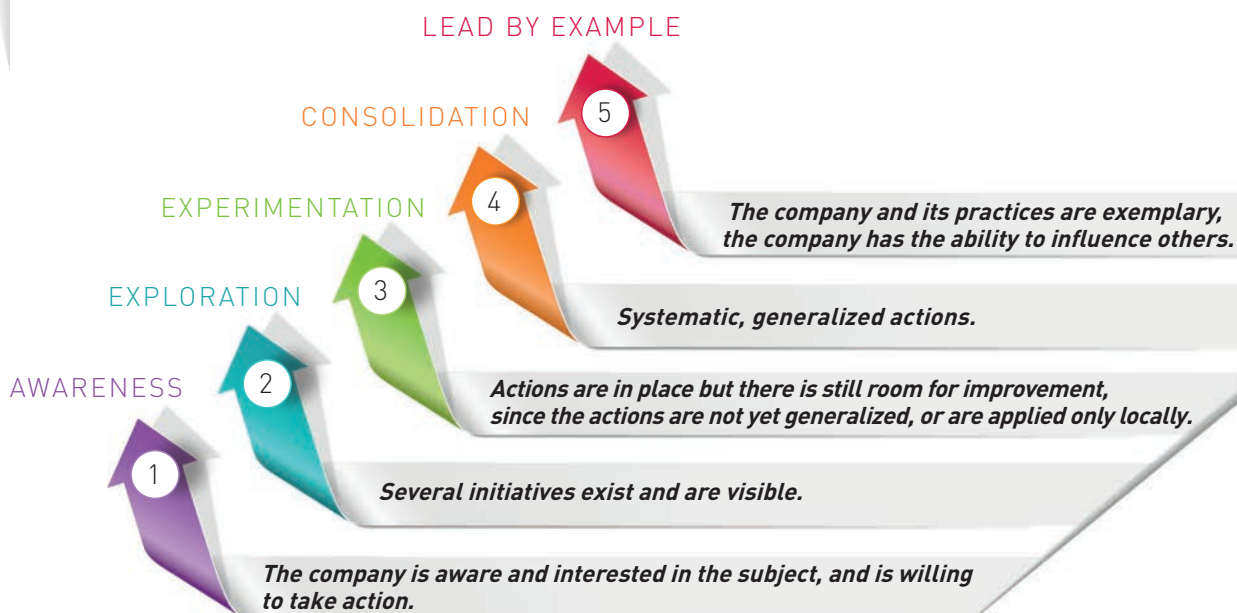 LEAD BY EXAMPLE
5
The company and its practices are exemplary,
the company has the ability to influence others.
CONSOLIDATION
4
Systematic, generalized actions.
EXPERIMENTATION
3
Actions are in place but there is still room for improvement,
since the actions are not yet generalized, or are applied only locally.
EXPLORATION
2
Several initiatives exist and are visible.
AWARENESS
1
The company is aware and interested in the subject, and is willing
to take action.